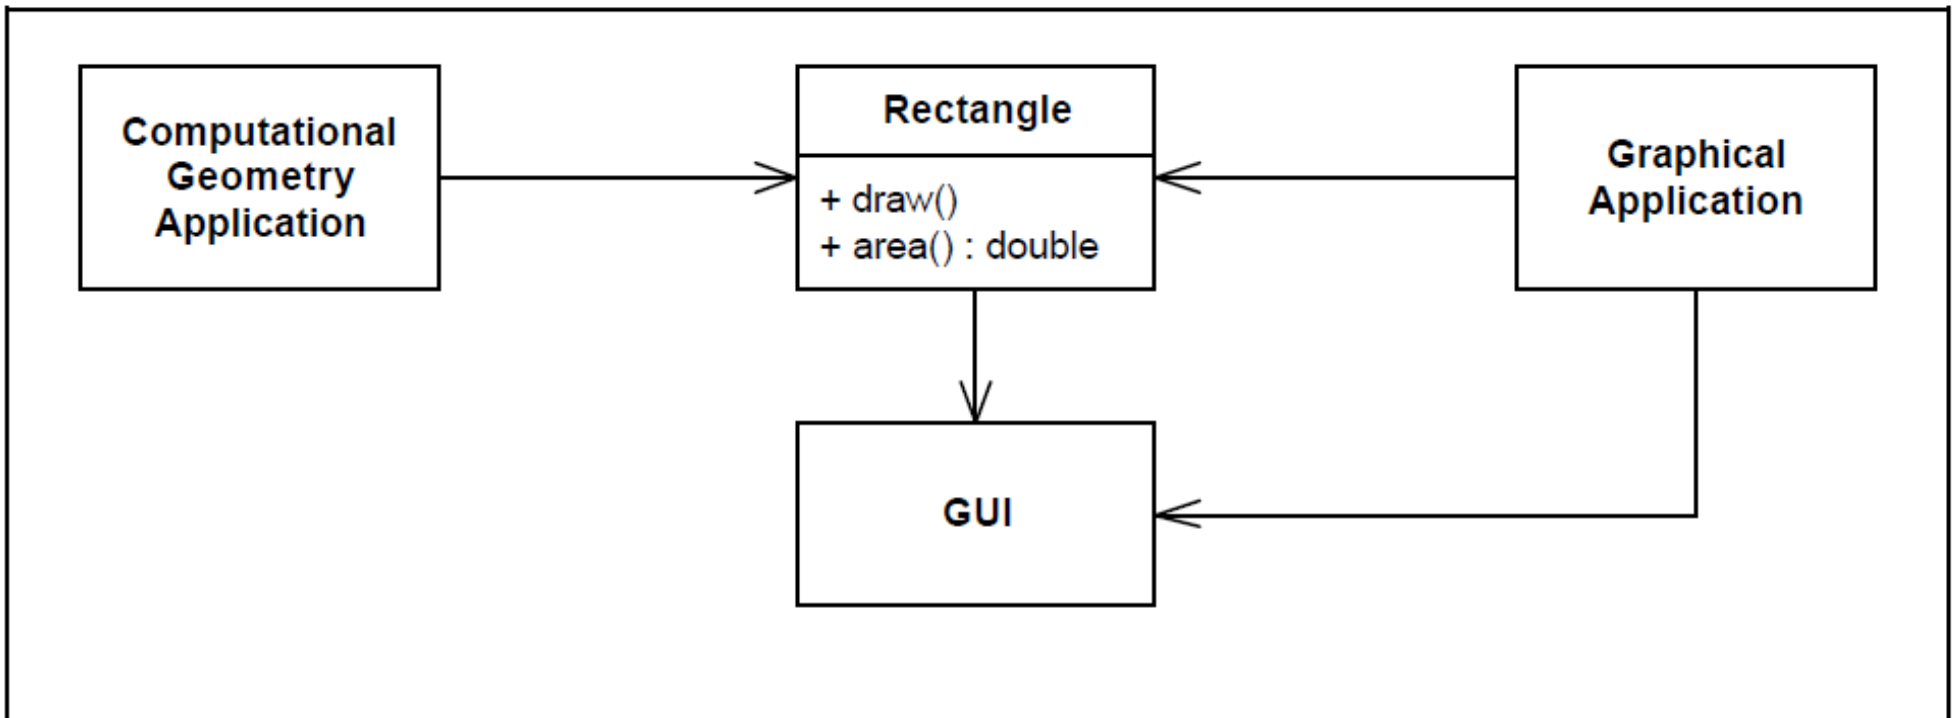 Computational
Geometry
Application
Rectangle
+ draw()
+ area() : double
Graphical
Application
GUI